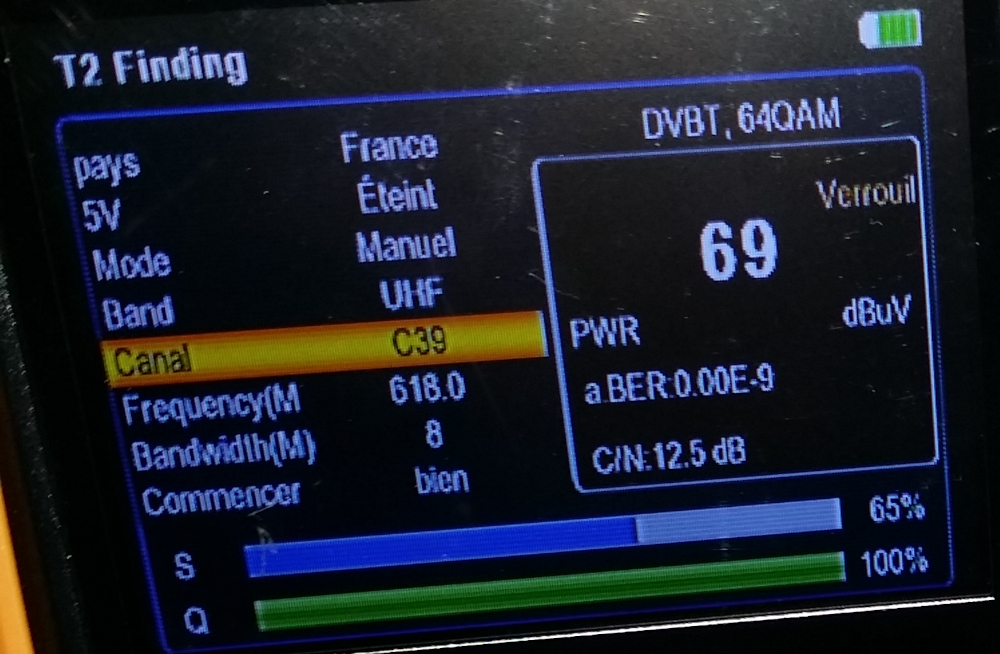 T2 Finding
DVBT, 64QAM
pays France
5V Éteint
Mode Manuel
Band UHF
Canal C39
Frequency(M 618.0
Bandwidth(M) 8
Commencer bien
Verrouil
69
PWR dBuV
a.BER:0.00E-9
C/N:12.5 dB
S 65%
Q 100%